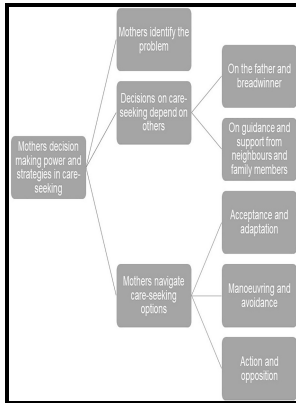 Mothers identify the
problem
Decisions on care-
seeking depend on
others
On the father and
breadwinner
On guidance and
support from
neighbours and
family members
Mothers decision
making power and
strategies in care-
seeking
Mothers navigate
care-seeking
options
Acceptance and
adaptation
Manoeuvring and
avoidance
Action and
opposition